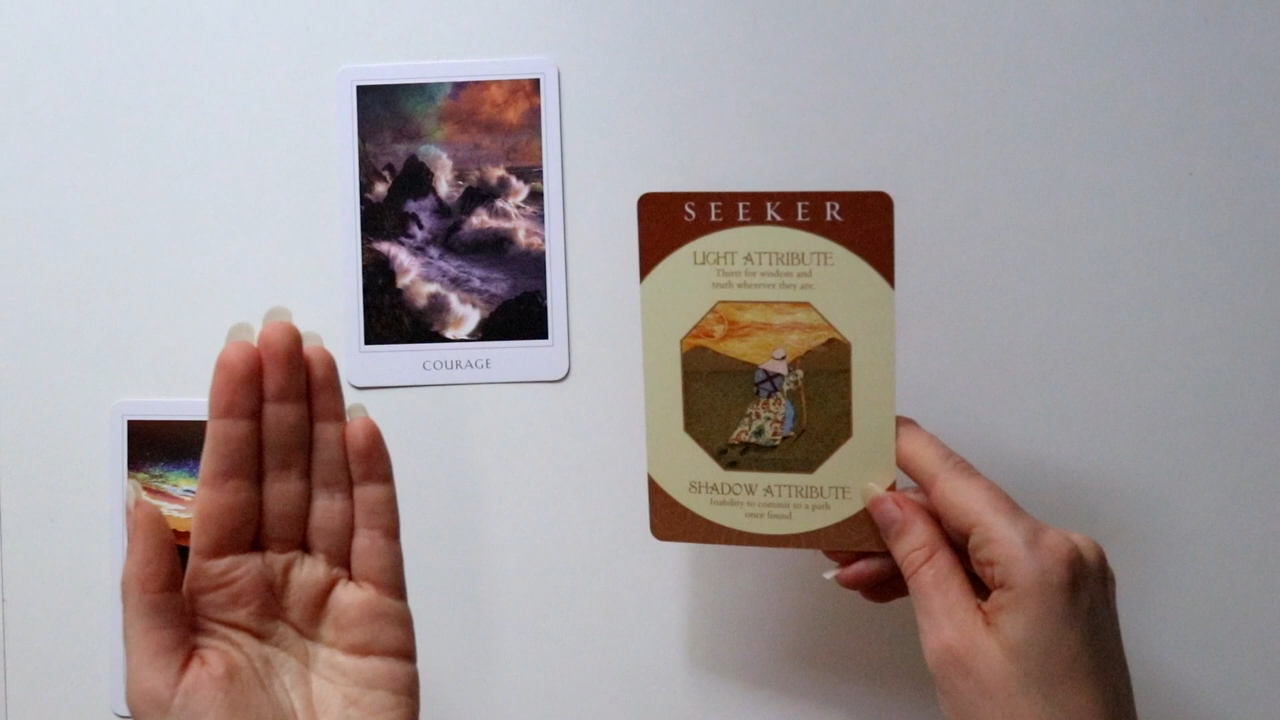 COURAGE
SEEKER
LIGHT ATTRIBUTE
Thirst for wisdom and
truth wherever they are.
SHADOW ATTRIBUTE
Inability to commit to a path
once found.